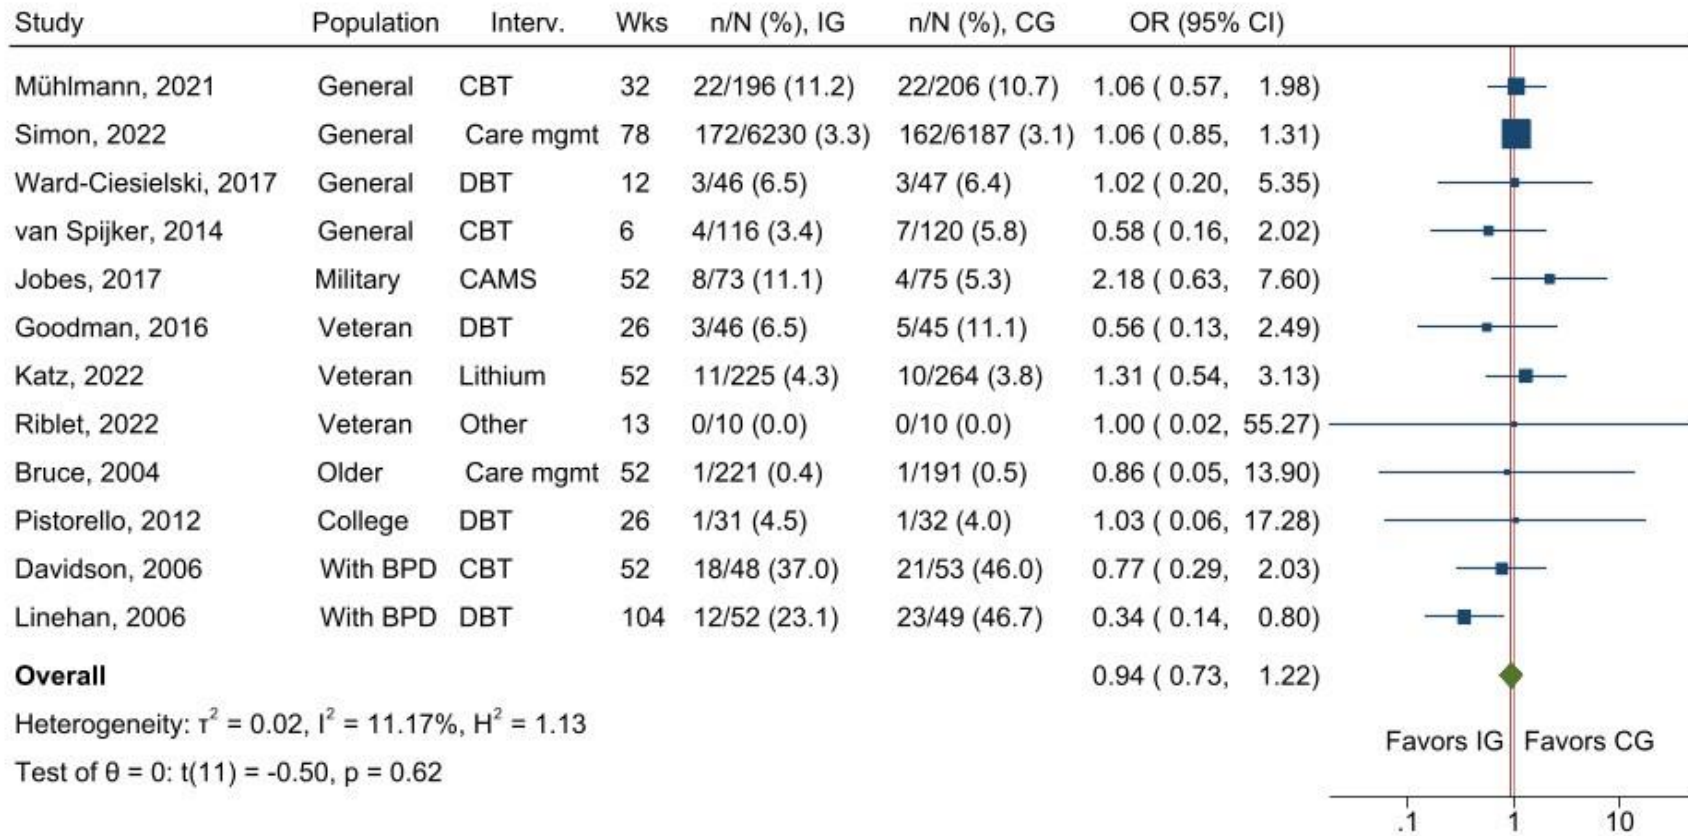 Study Population Interv. Wks n/N (%), IG n/N (%), CG OR (95% CI)
Mühlmann, 2021 General CBT 32 22/196 (11.2) 22/206 (10.7) 1.06 ( 0.57, 1.98)
Simon, 2022 General Care mgmt 78 172/6230 (3.3) 162/6187 (3.1) 1.06 ( 0.85, 1.31)
Ward-Ciesielski, 2017 General DBT 12 3/46 (6.5) 3/47 (6.4) 1.02 ( 0.20, 5.35)
van Spijker, 2014 General CBT 6 4/116 (3.4) 7/120 (5.8) 0.58 ( 0.16, 2.02)
Jobes, 2017 Military CAMS 52 8/73 (11.1) 4/75 (5.3) 2.18 ( 0.63, 7.60)
Goodman, 2016 Veteran DBT 26 3/46 (6.5) 5/45 (11.1) 0.56 ( 0.13, 2.49)
Katz, 2022 Veteran Lithium 52 11/225 (4.3) 10/264 (3.8) 1.31 ( 0.54, 3.13)
Riblet, 2022 Veteran Other 13 0/10 (0.0) 0/10 (0.0) 1.00 ( 0.02, 55.27)
Bruce, 2004 Older Care mgmt 52 1/221 (0.4) 1/191 (0.5) 0.86 ( 0.05, 13.90)
Pistorello, 2012 College DBT 26 1/31 (4.5) 1/32 (4.0) 1.03 ( 0.06, 17.28)
Davidson, 2006 With BPD CBT 52 18/48 (37.0) 21/53 (46.0) 0.77 ( 0.29, 2.03)
Linehan, 2006 With BPD DBT 104 12/52 (23.1) 23/49 (46.7) 0.34 ( 0.14, 0.80)
Overall 0.94 ( 0.73, 1.22)
Heterogeneity: τ² = 0.02, I² = 11.17%, H² = 1.13
Favors IG Favors CG
Test of θ = 0: t(11) = -0.50, p = 0.62
.1 1 10